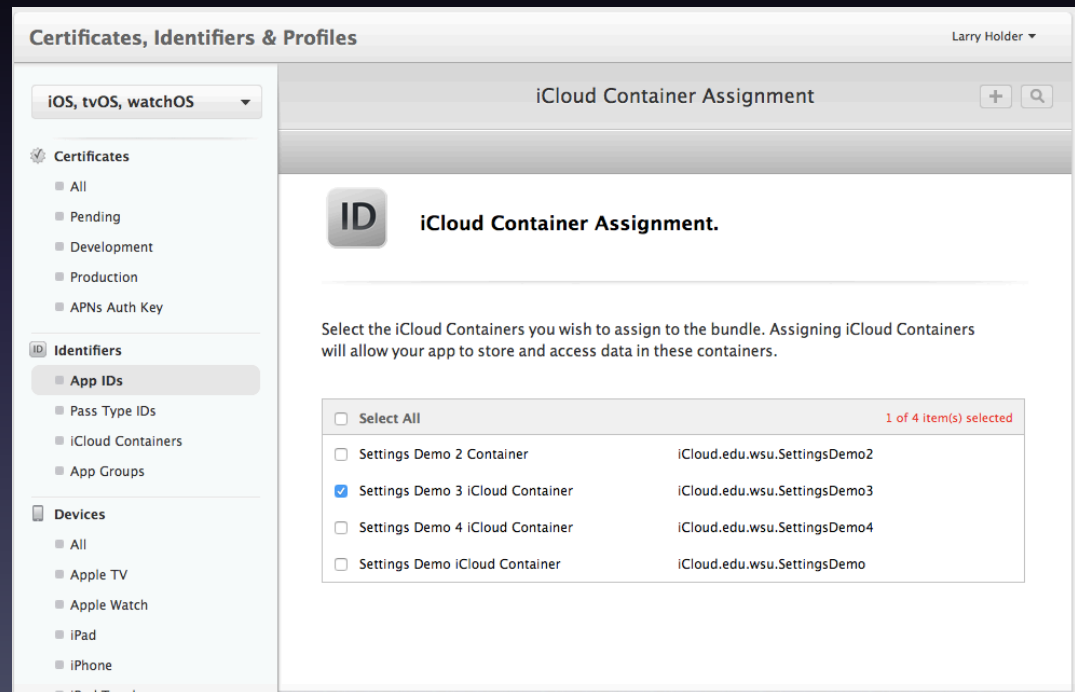 Certificates, Identifiers & Profiles
Larry Holder
iOS, tvOS, watchOS
Certificates
All
Pending
Development
Production
APNs Auth Key
ID Identifiers
App IDs
Pass Type IDs
iCloud Containers
App Groups
Devices
All
Apple TV
Apple Watch
iPad
iPhone
iCloud Container Assignment
ID
iCloud Container Assignment.
Select the iCloud Containers you wish to assign to the bundle. Assigning iCloud Containers
will allow your app to store and access data in these containers.
Select All 1 of 4 item(s) selected
Settings Demo 2 Container iCloud.edu.wsu.SettingsDemo2
Settings Demo 3 iCloud Container iCloud.edu.wsu.SettingsDemo3
Settings Demo 4 iCloud Container iCloud.edu.wsu.SettingsDemo4
Settings Demo iCloud Container iCloud.edu.wsu.SettingsDemo